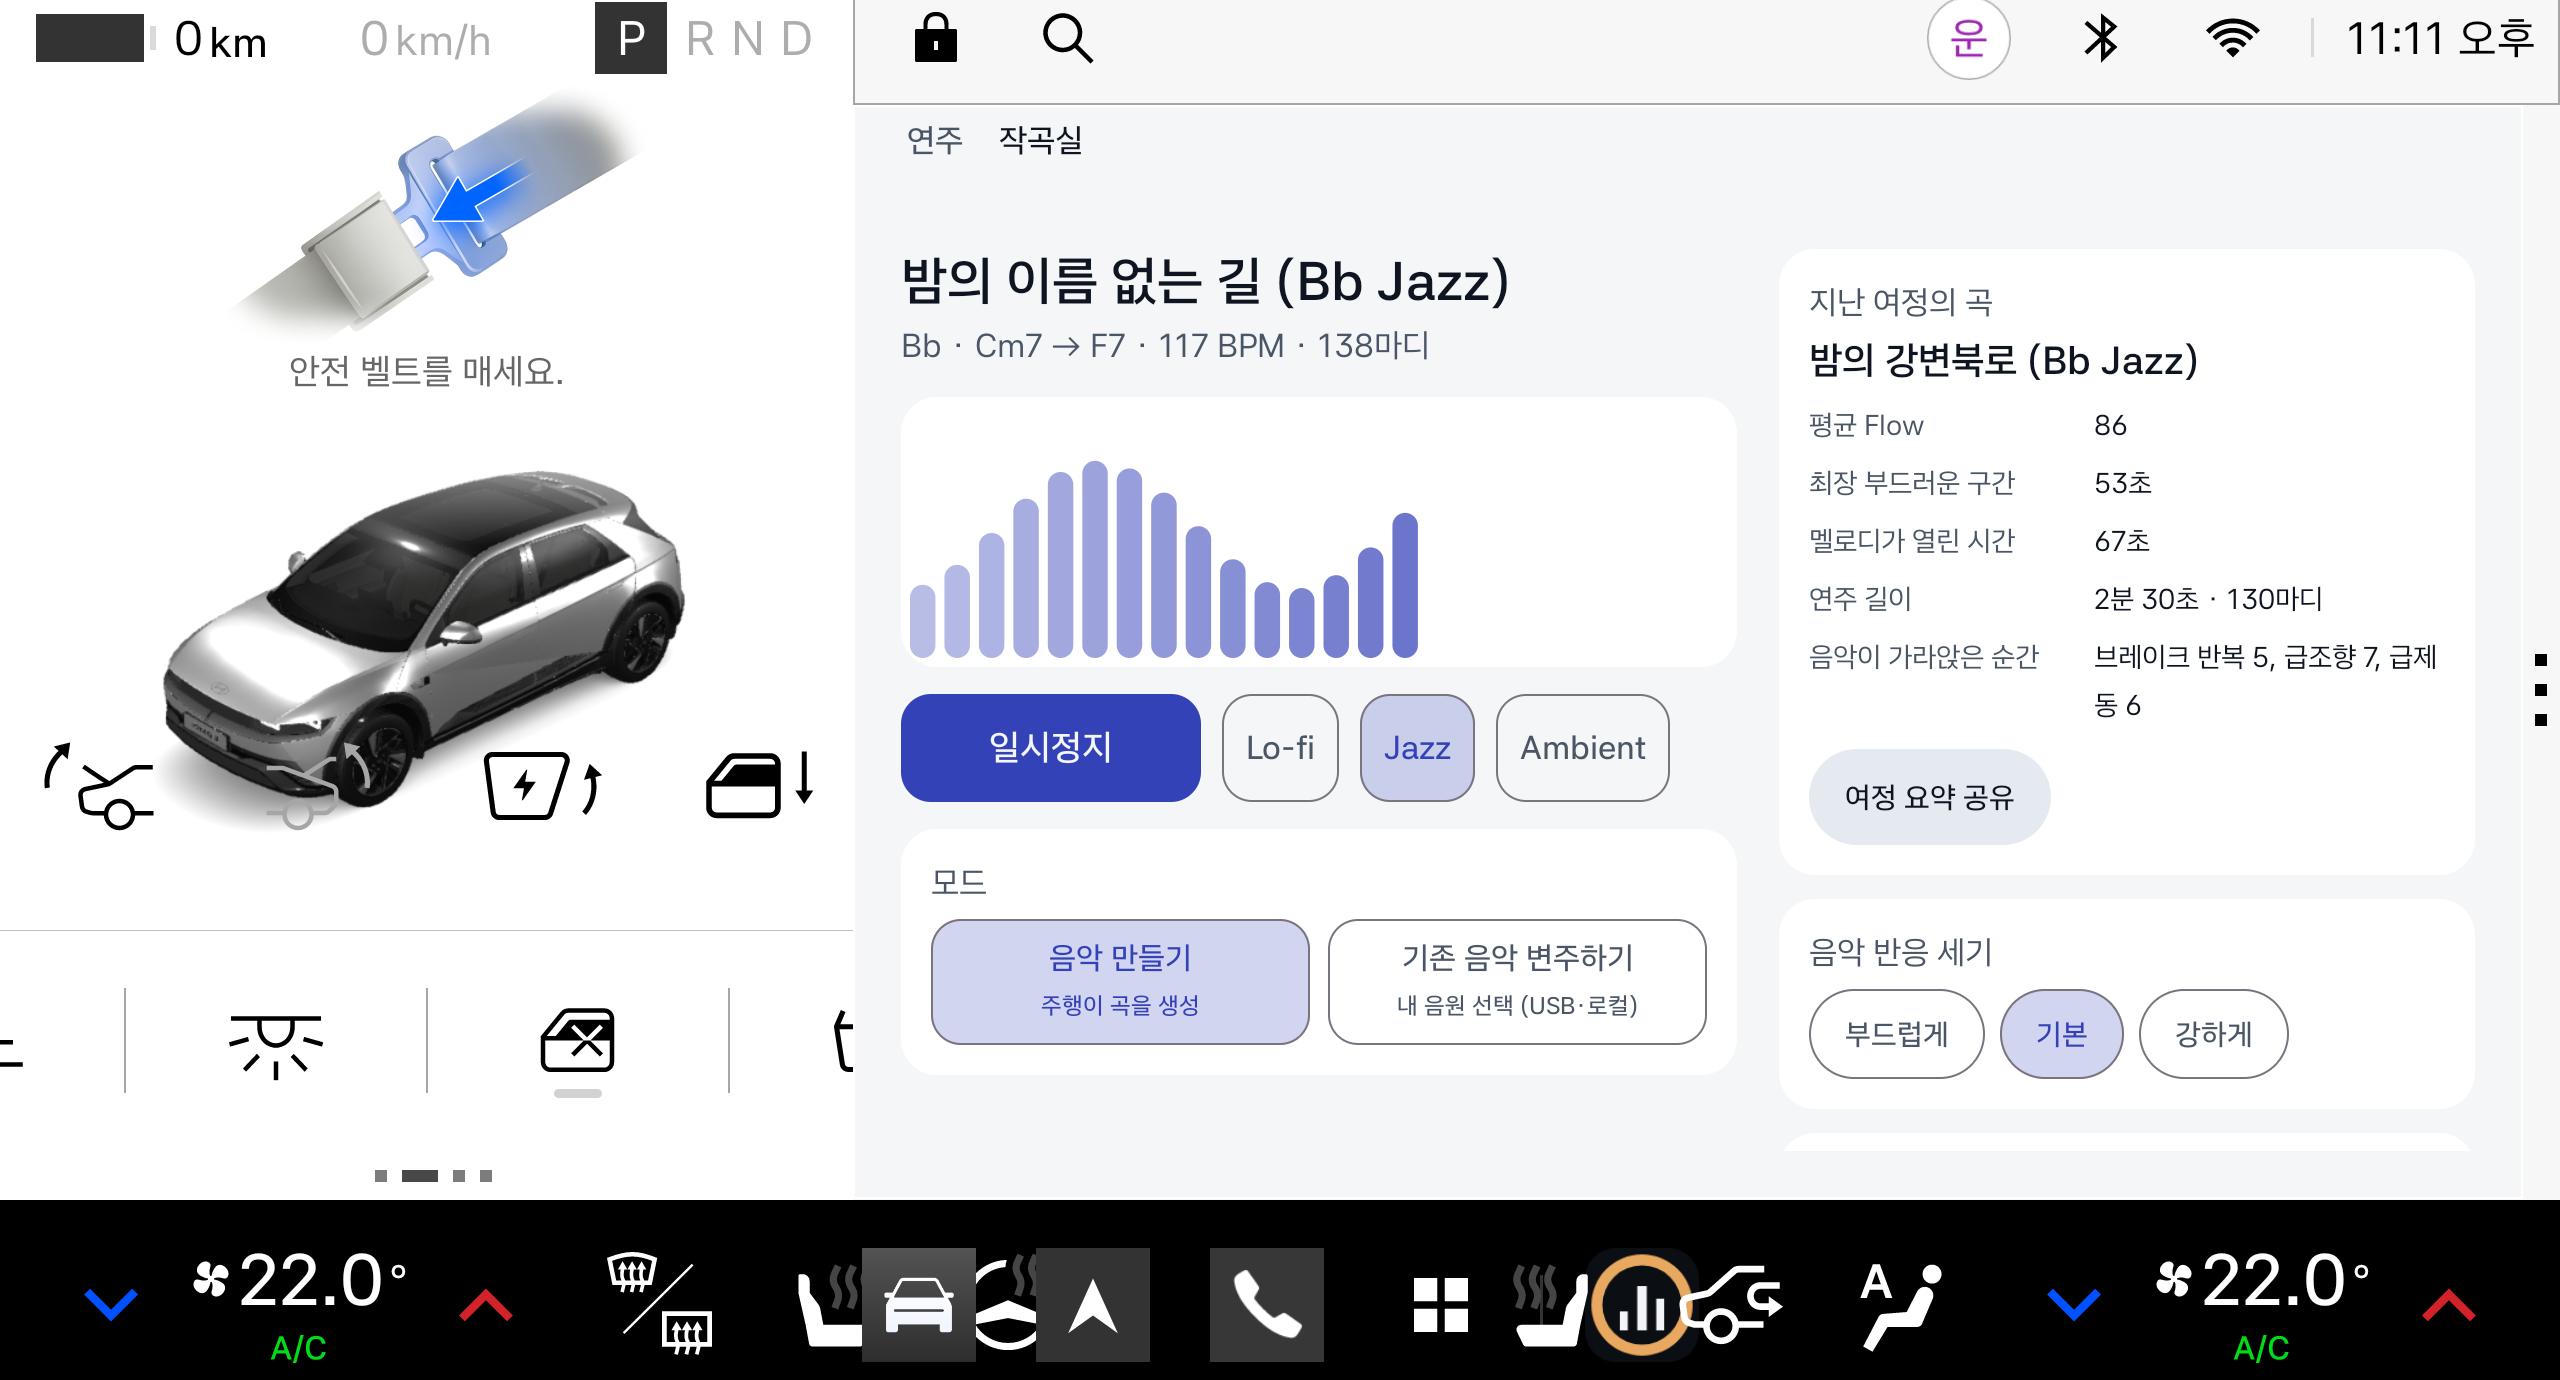 0 km
0 km/h
P R N D
운
11:11 오후
안전 벨트를 매세요.
연주 작곡실
밤의 이름 없는 길 (Bb Jazz)
Bb · Cm7 → F7 · 117 BPM · 138마디
일시정지
Lo-fi
Jazz
Ambient
모드
음악 만들기
주행이 곡을 생성
기존 음악 변주하기
내 음원 선택 (USB·로컬)
지난 여정의 곡
밤의 강변북로 (Bb Jazz)
평균 Flow 86
최장 부드러운 구간 53초
멜로디가 열린 시간 67초
연주 길이 2분 30초 · 130마디
음악이 가라앉은 순간 브레이크 반복 5, 급조향 7, 급제
동 6
여정 요약 공유
음악 반응 세기
부드럽게
기본
강하게
22.0°
A/C
A
22.0°
A/C